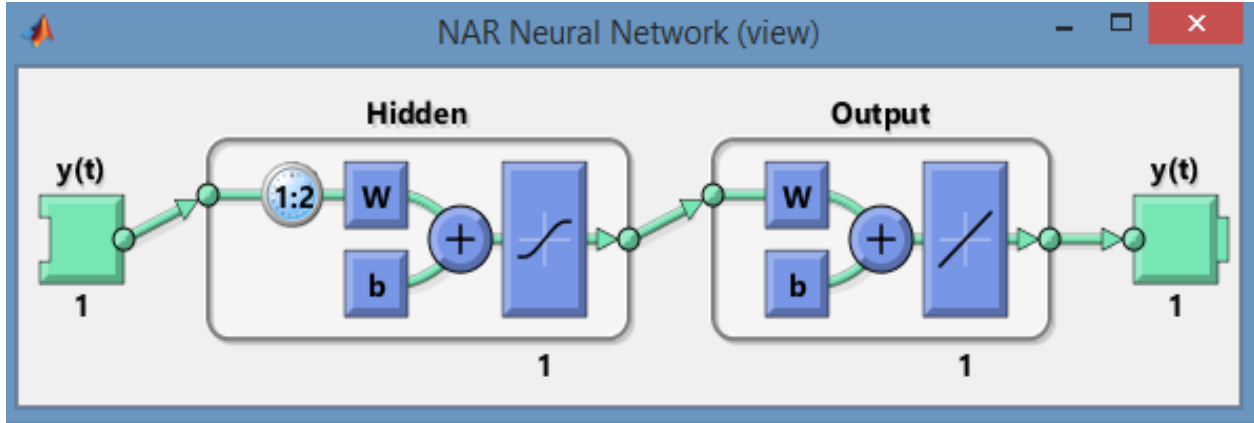 NAR Neural Network (view)
Hidden
Output
y(t)
y(t)
1:2
W
W
+
+
b
b
1
1
1
1